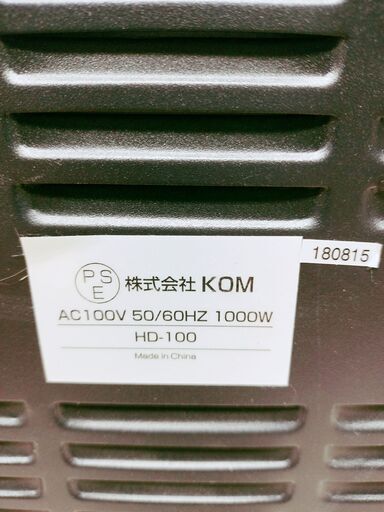 PSE 株式会社 KOM
180815
AC100V 50/60HZ 1000W
HD-100
Made in China